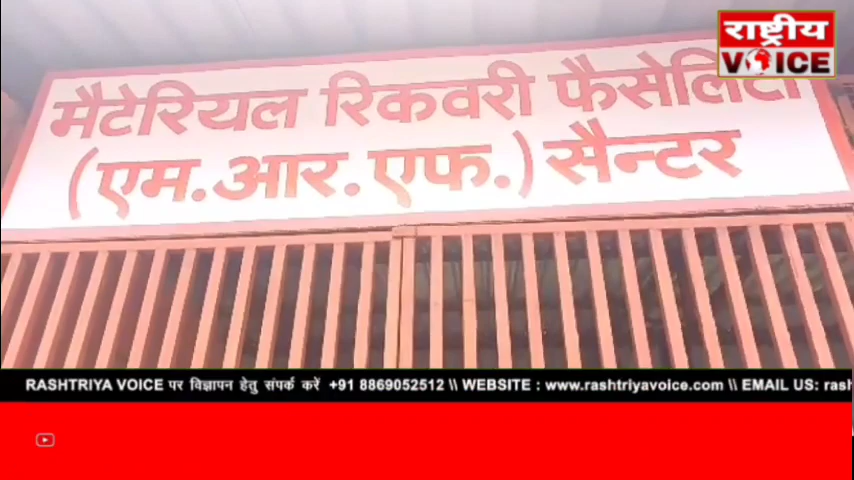 राष्ट्रीय
VOICE
मैटेरियल रिकवरी फैसेलिटी
(एम.आर.एफ.) सैन्टर
RASHTRIYA VOICE पर विज्ञापन हेतु संपर्क करें +91 8869052512 \\ WEBSITE : www.rashtriyavoice.com \\ EMAIL US: rash